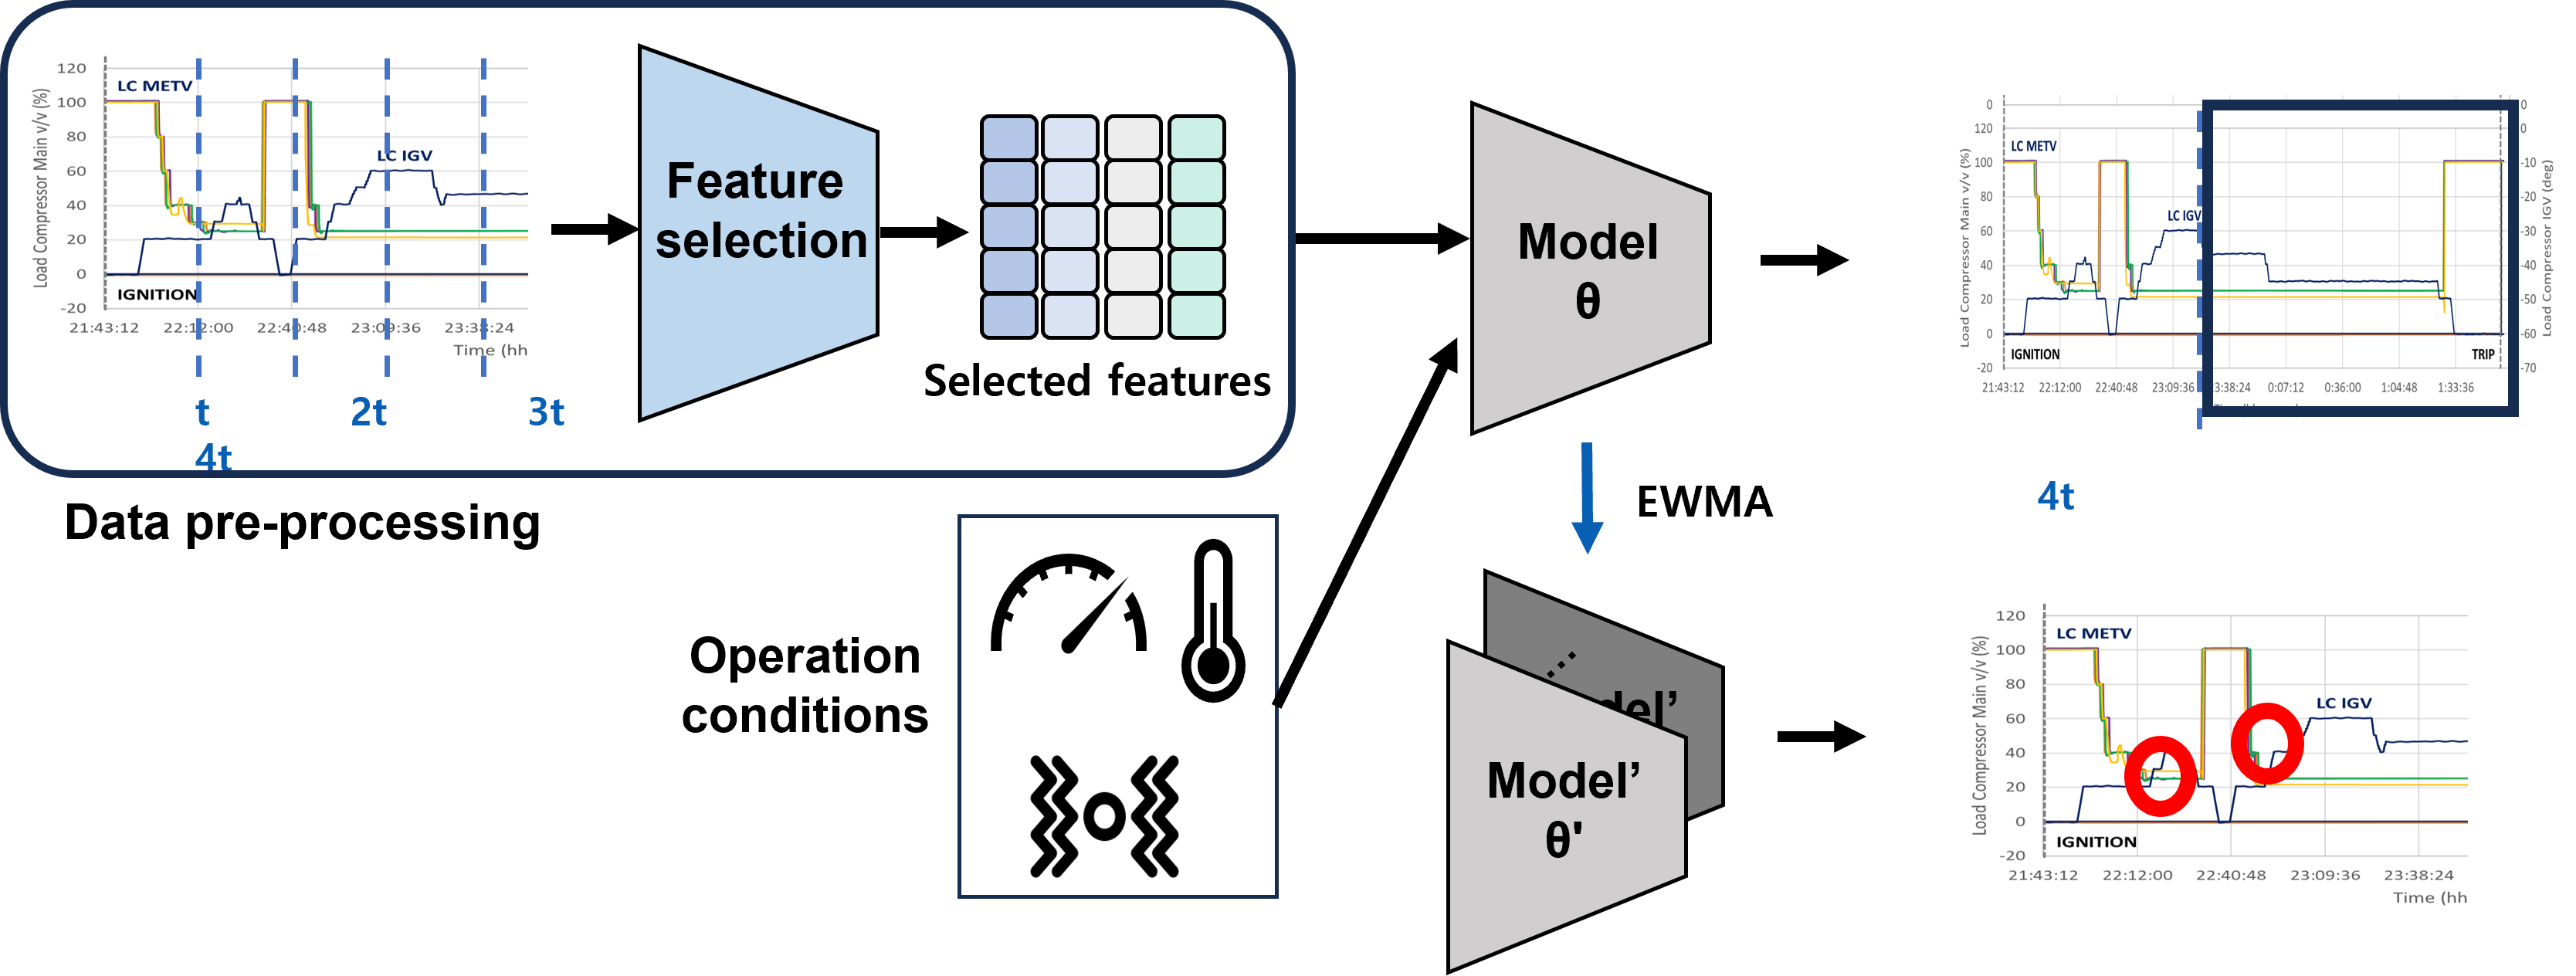 120
100
80
60
40
20
0
-20
Load Compressor Main v/v (%)
LC METV
LC IGV
IGNITION
21:43:12 22:12:00 22:40:48 23:09:36 23:38:24
Time (hh
t 2t 3t
4t
Feature
selection
Selected features
Data pre-processing
Operation
conditions
Model
θ
EWMA
Model’
θ'
del’
0
120
100
80
60
40
20
0
-20
Load Compressor Main v/v (%)
LC METV
LC IGV
IGNITION
TRIP
0
0
-10
-20
-30
-40
-50
-60
-70
Load Compressor IGV (deg)
21:43:12 22:12:00 22:40:48 23:09:36 3:38:24 0:07:12 0:36:00 1:04:48 1:33:36
4t
120
100
80
60
40
20
0
-20
Load Compressor Main v/v (%)
LC METV
LC IGV
IGNITION
21:43:12 22:12:00 22:40:48 23:09:36 23:38:24
Time (hh